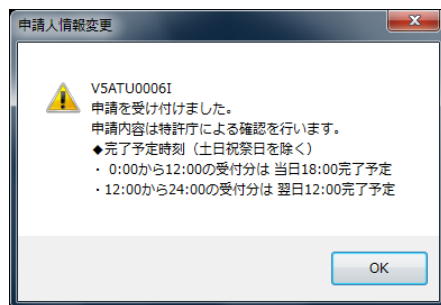 申請人情報変更
V5ATU0006I
申請を受け付けました。
申請内容は特許庁による確認を行います。
◆完了予定時刻（土日祝祭日を除く）
・ 0:00から12:00の受付分は 当日18:00完了予定
・12:00から24:00の受付分は 翌日12:00完了予定
OK